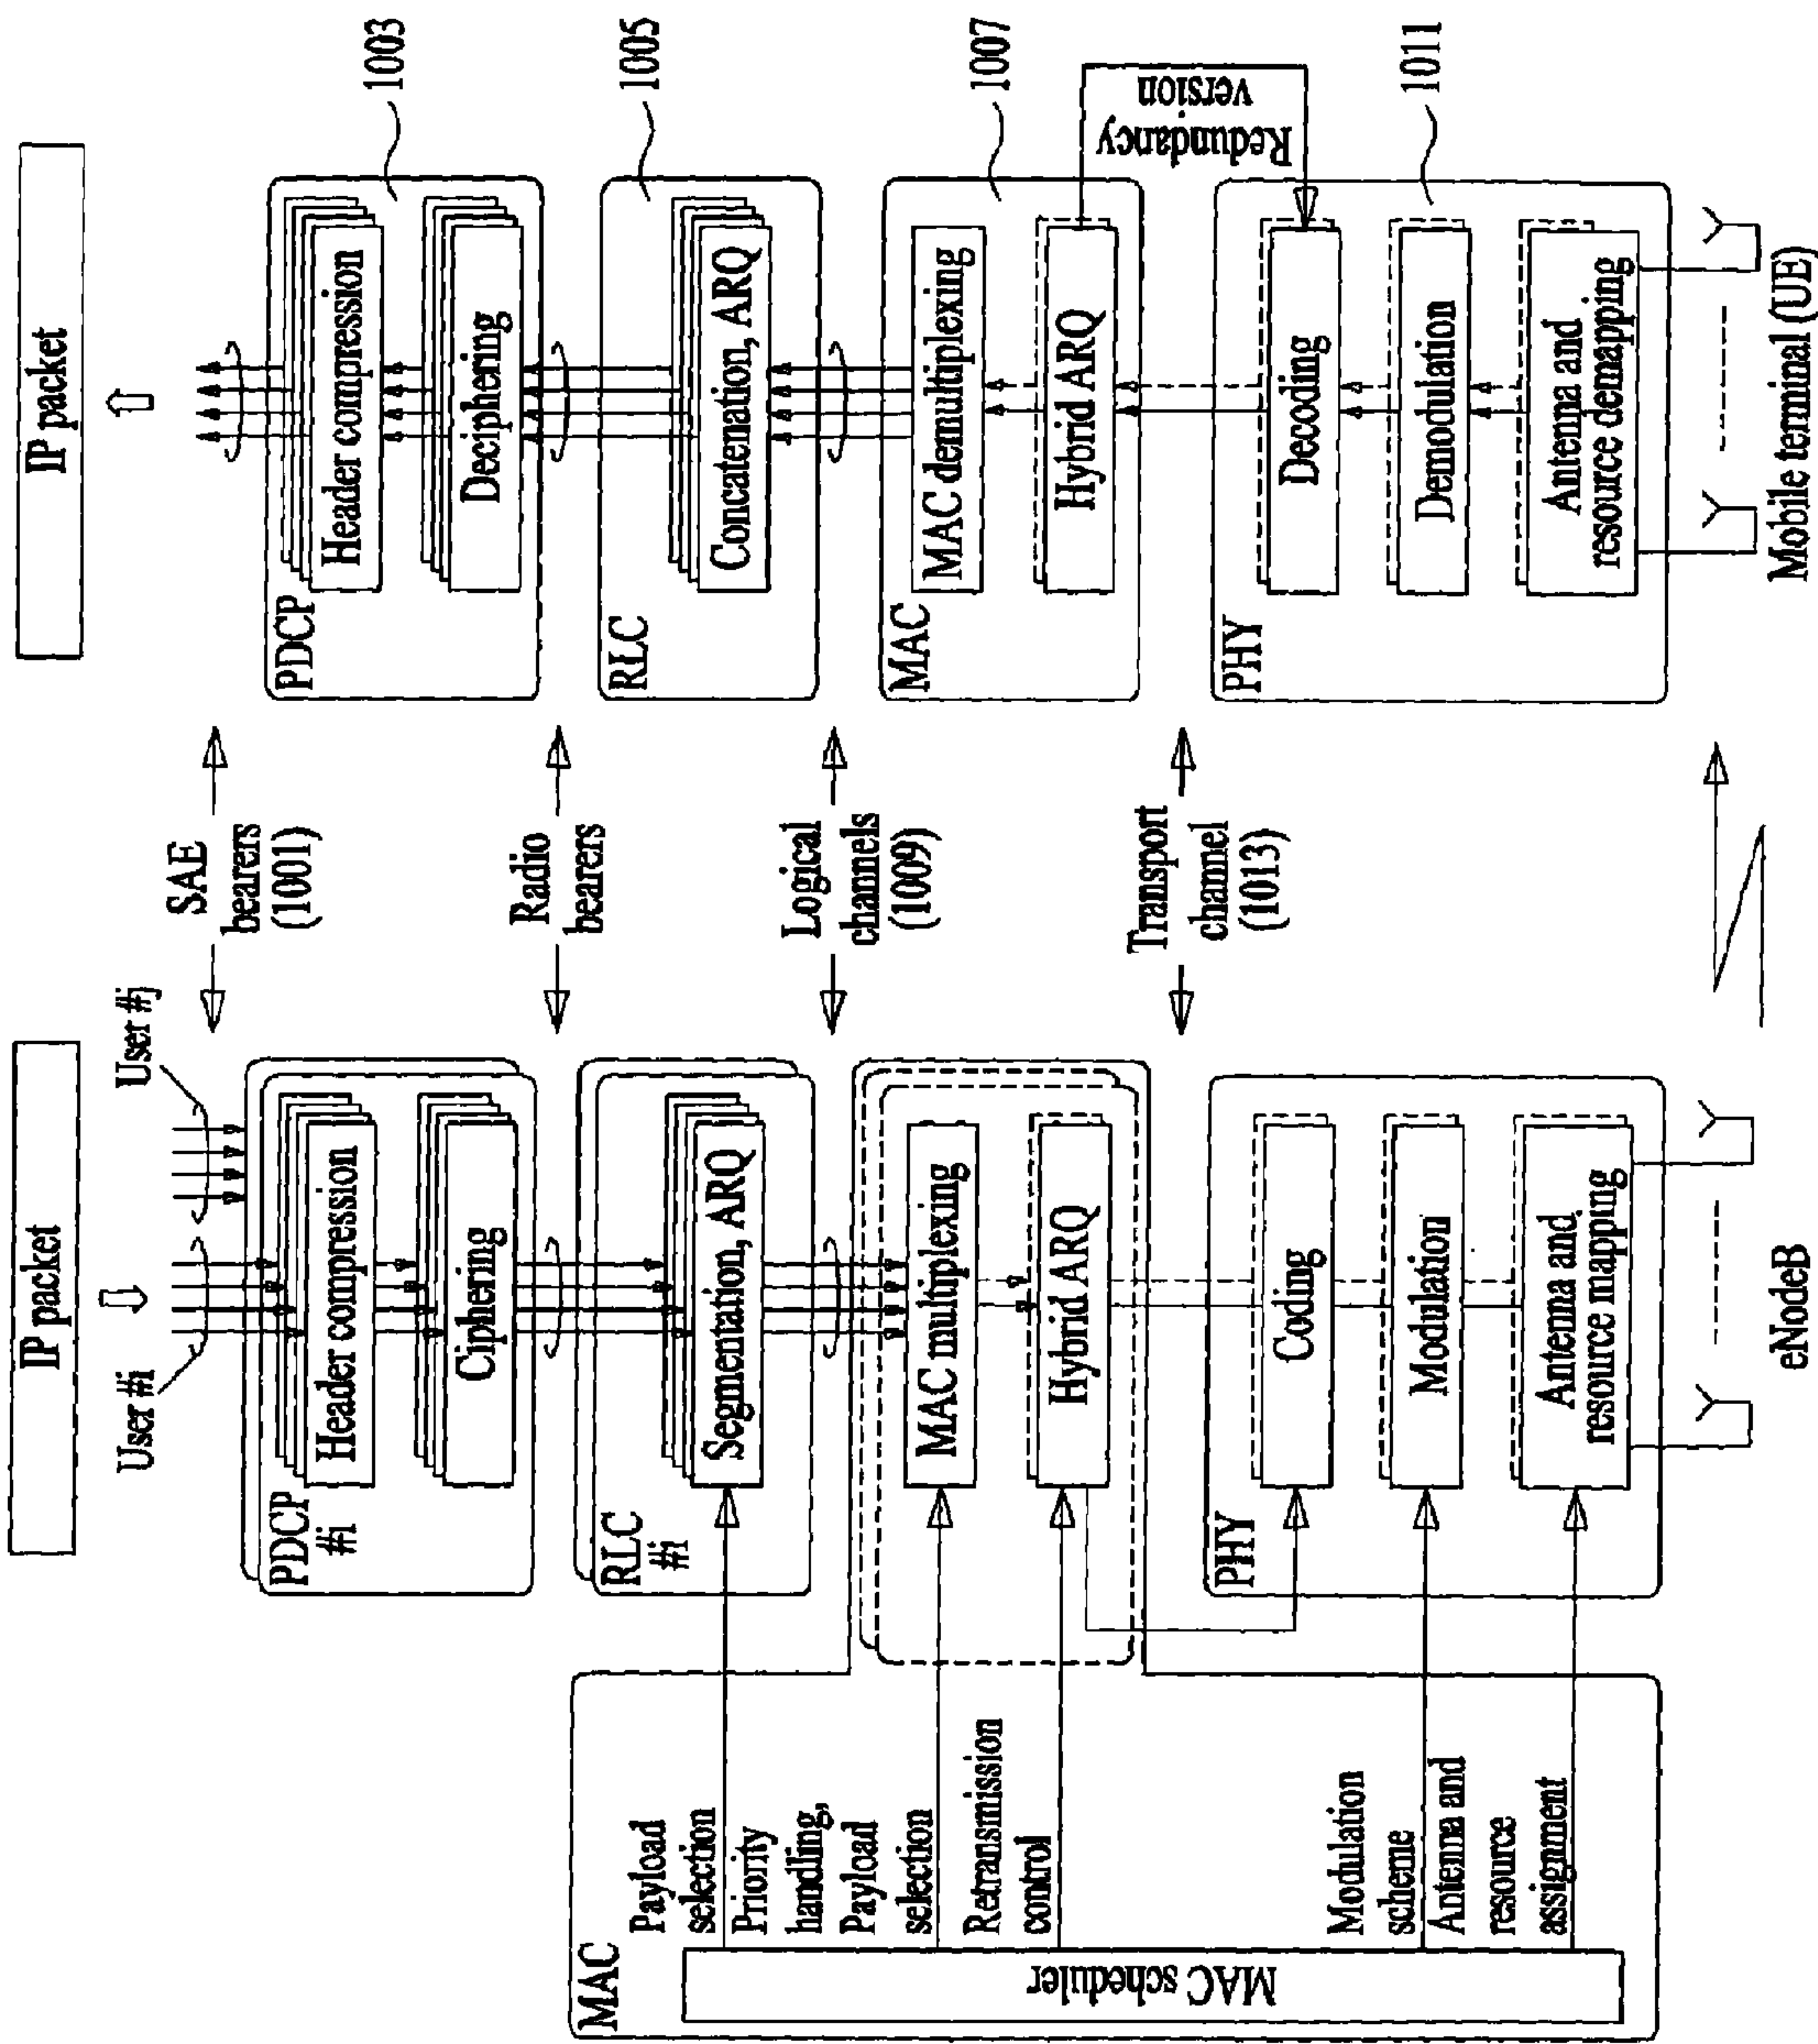 IP packet
User #i
User #j
PDCP
#i
Header compression
Ciphering
RLC
#i
Segmentation, ARQ
MAC
MAC scheduler
Payload
selection
Priority
handling,
Payload
selection
Retransmission
control
Modulation
scheme
Antenna and
resource
assignment
MAC multiplexing
Hybrid ARQ
PHY
Coding
Modulation
Antenna and
resource mapping
eNodeB
SAE
bearers
(1001)
Radio
bearers
Logical
channels
(1009)
Transport
channel
(1013)
IP packet
PDCP
Header compression
Deciphering
1003
RLC
Concatenation, ARQ
1005
MAC
MAC demultiplexing
Hybrid ARQ
1007
Redundancy
version
PHY
Decoding
Demodulation
Antenna and
resource demapping
1011
Mobile terminal (UE)